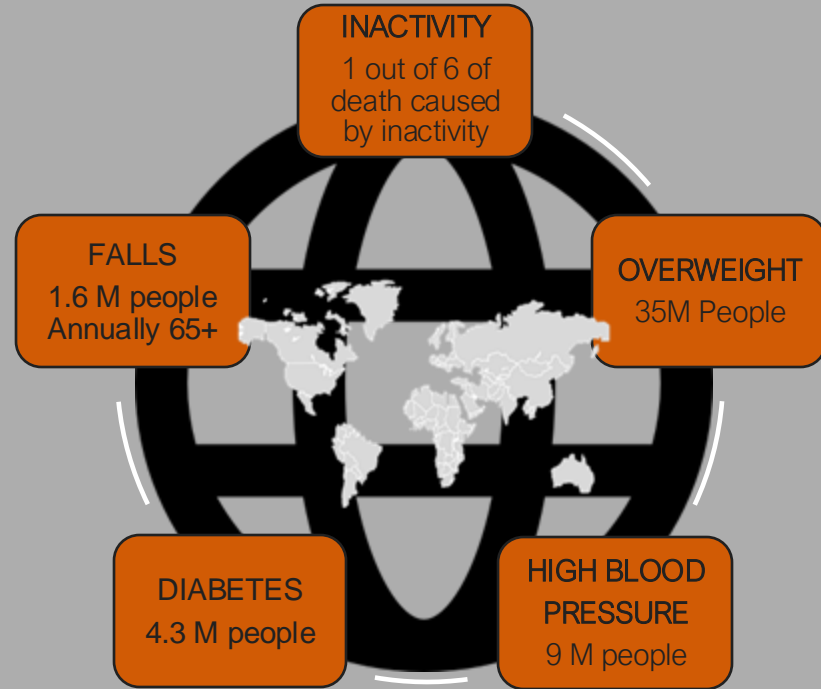 INACTIVITY
1 out of 6 of
death caused
by inactivity
FALLS
1.6 M people
Annually 65+
OVERWEIGHT
35M People
DIABETES
4.3 M people
HIGH BLOOD
PRESSURE
9 M people